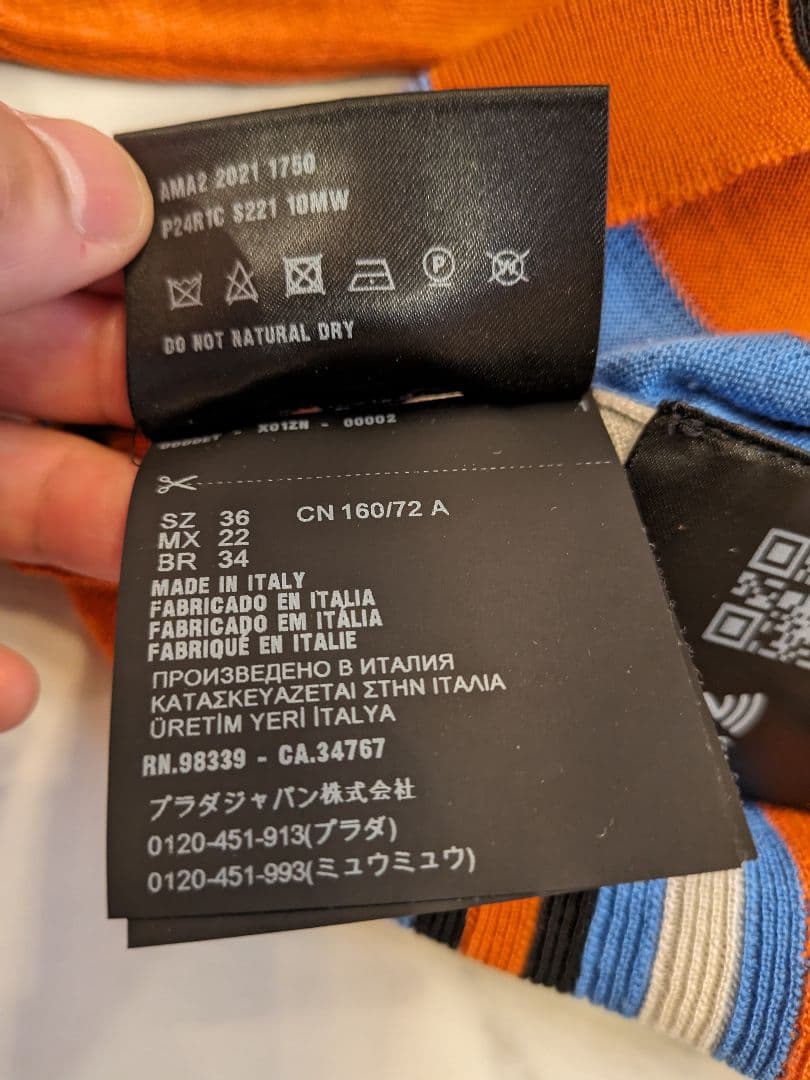 AMA2 2021 1750
P24R1C S221 10MW
DO NOT NATURAL DRY
X01ZH - 00002
SZ 36 CN 160/72 A
MX 22
BR 34
MADE IN ITALY
FABRICADO EN ITALIA
FABRICADO EM ITÁLIA
FABRIQUÉ EN ITALIE
ПРОИЗВЕДЕНО В ИТАЛИЯ
ΚΑΤΑΣΚΕΥΑΖΕΤΑΙ ΣΤΗΝ ΙΤΑΛΙΑ
ÜRETİM YERİ İTALYA
RN.98339 - CA.34767
プラダジャパン株式会社
0120-451-913(プラダ)
0120-451-993(ミュウミュウ)